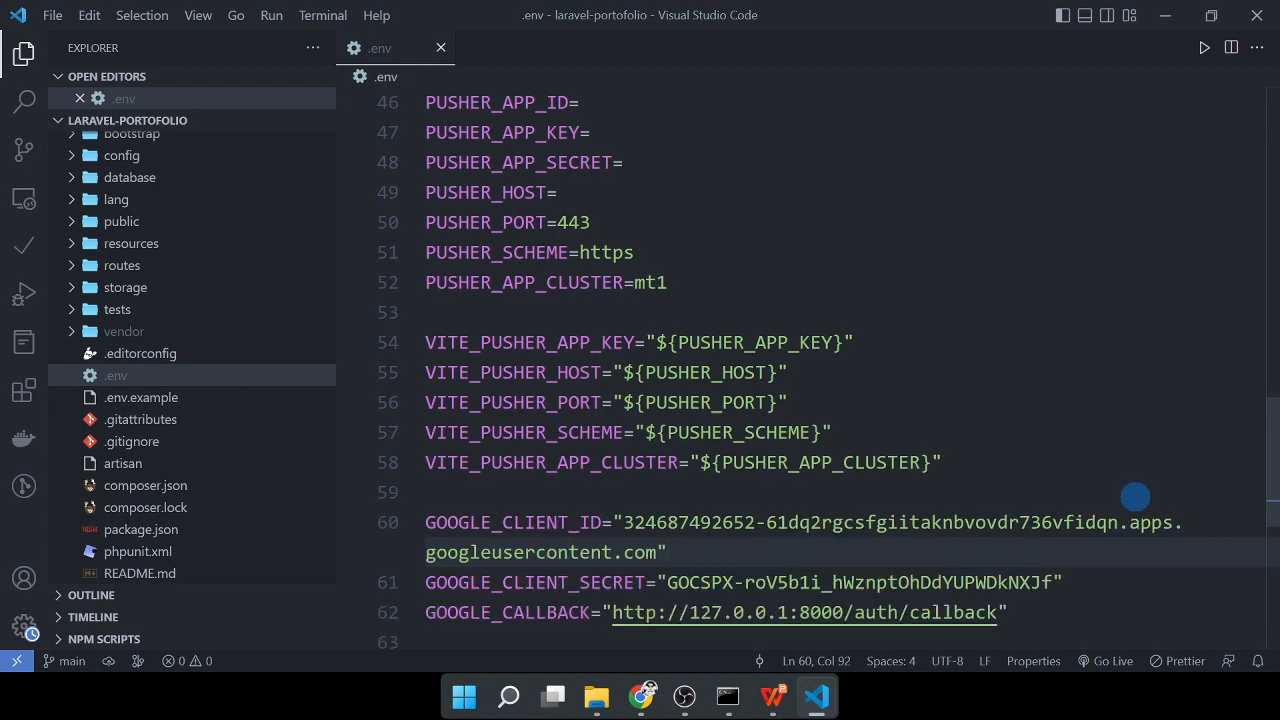 File Edit Selection View Go Run Terminal Help .env - laravel-portofolio - Visual Studio Code
EXPLORER
OPEN EDITORS
.env
LARAVEL-PORTOFOLIO
bootstrap
config
database
lang
public
resources
routes
storage
tests
vendor
.editorconfig
.env
.env.example
.gitattributes
.gitignore
artisan
composer.json
composer.lock
package.json
phpunit.xml
README.md
OUTLINE
TIMELINE
NPM SCRIPTS
.env
.env
46 PUSHER_APP_ID=
47 PUSHER_APP_KEY=
48 PUSHER_APP_SECRET=
49 PUSHER_HOST=
50 PUSHER_PORT=443
51 PUSHER_SCHEME=https
52 PUSHER_APP_CLUSTER=mt1
53
54 VITE_PUSHER_APP_KEY="${PUSHER_APP_KEY}"
55 VITE_PUSHER_HOST="${PUSHER_HOST}"
56 VITE_PUSHER_PORT="${PUSHER_PORT}"
57 VITE_PUSHER_SCHEME="${PUSHER_SCHEME}"
58 VITE_PUSHER_APP_CLUSTER="${PUSHER_APP_CLUSTER}"
59
60 GOOGLE_CLIENT_ID="324687492652-61dq2rgcsfgiitaknbvovdr736vfidqn.apps.
googleusercontent.com"
61 GOOGLE_CLIENT_SECRET="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"
62 GOOGLE_CALLBACK="http://127.0.0.1:8000/auth/callback"
63
main 0 0 Ln 60, Col 92 Spaces: 4 UTF-8 LF Properties Go Live Prettier